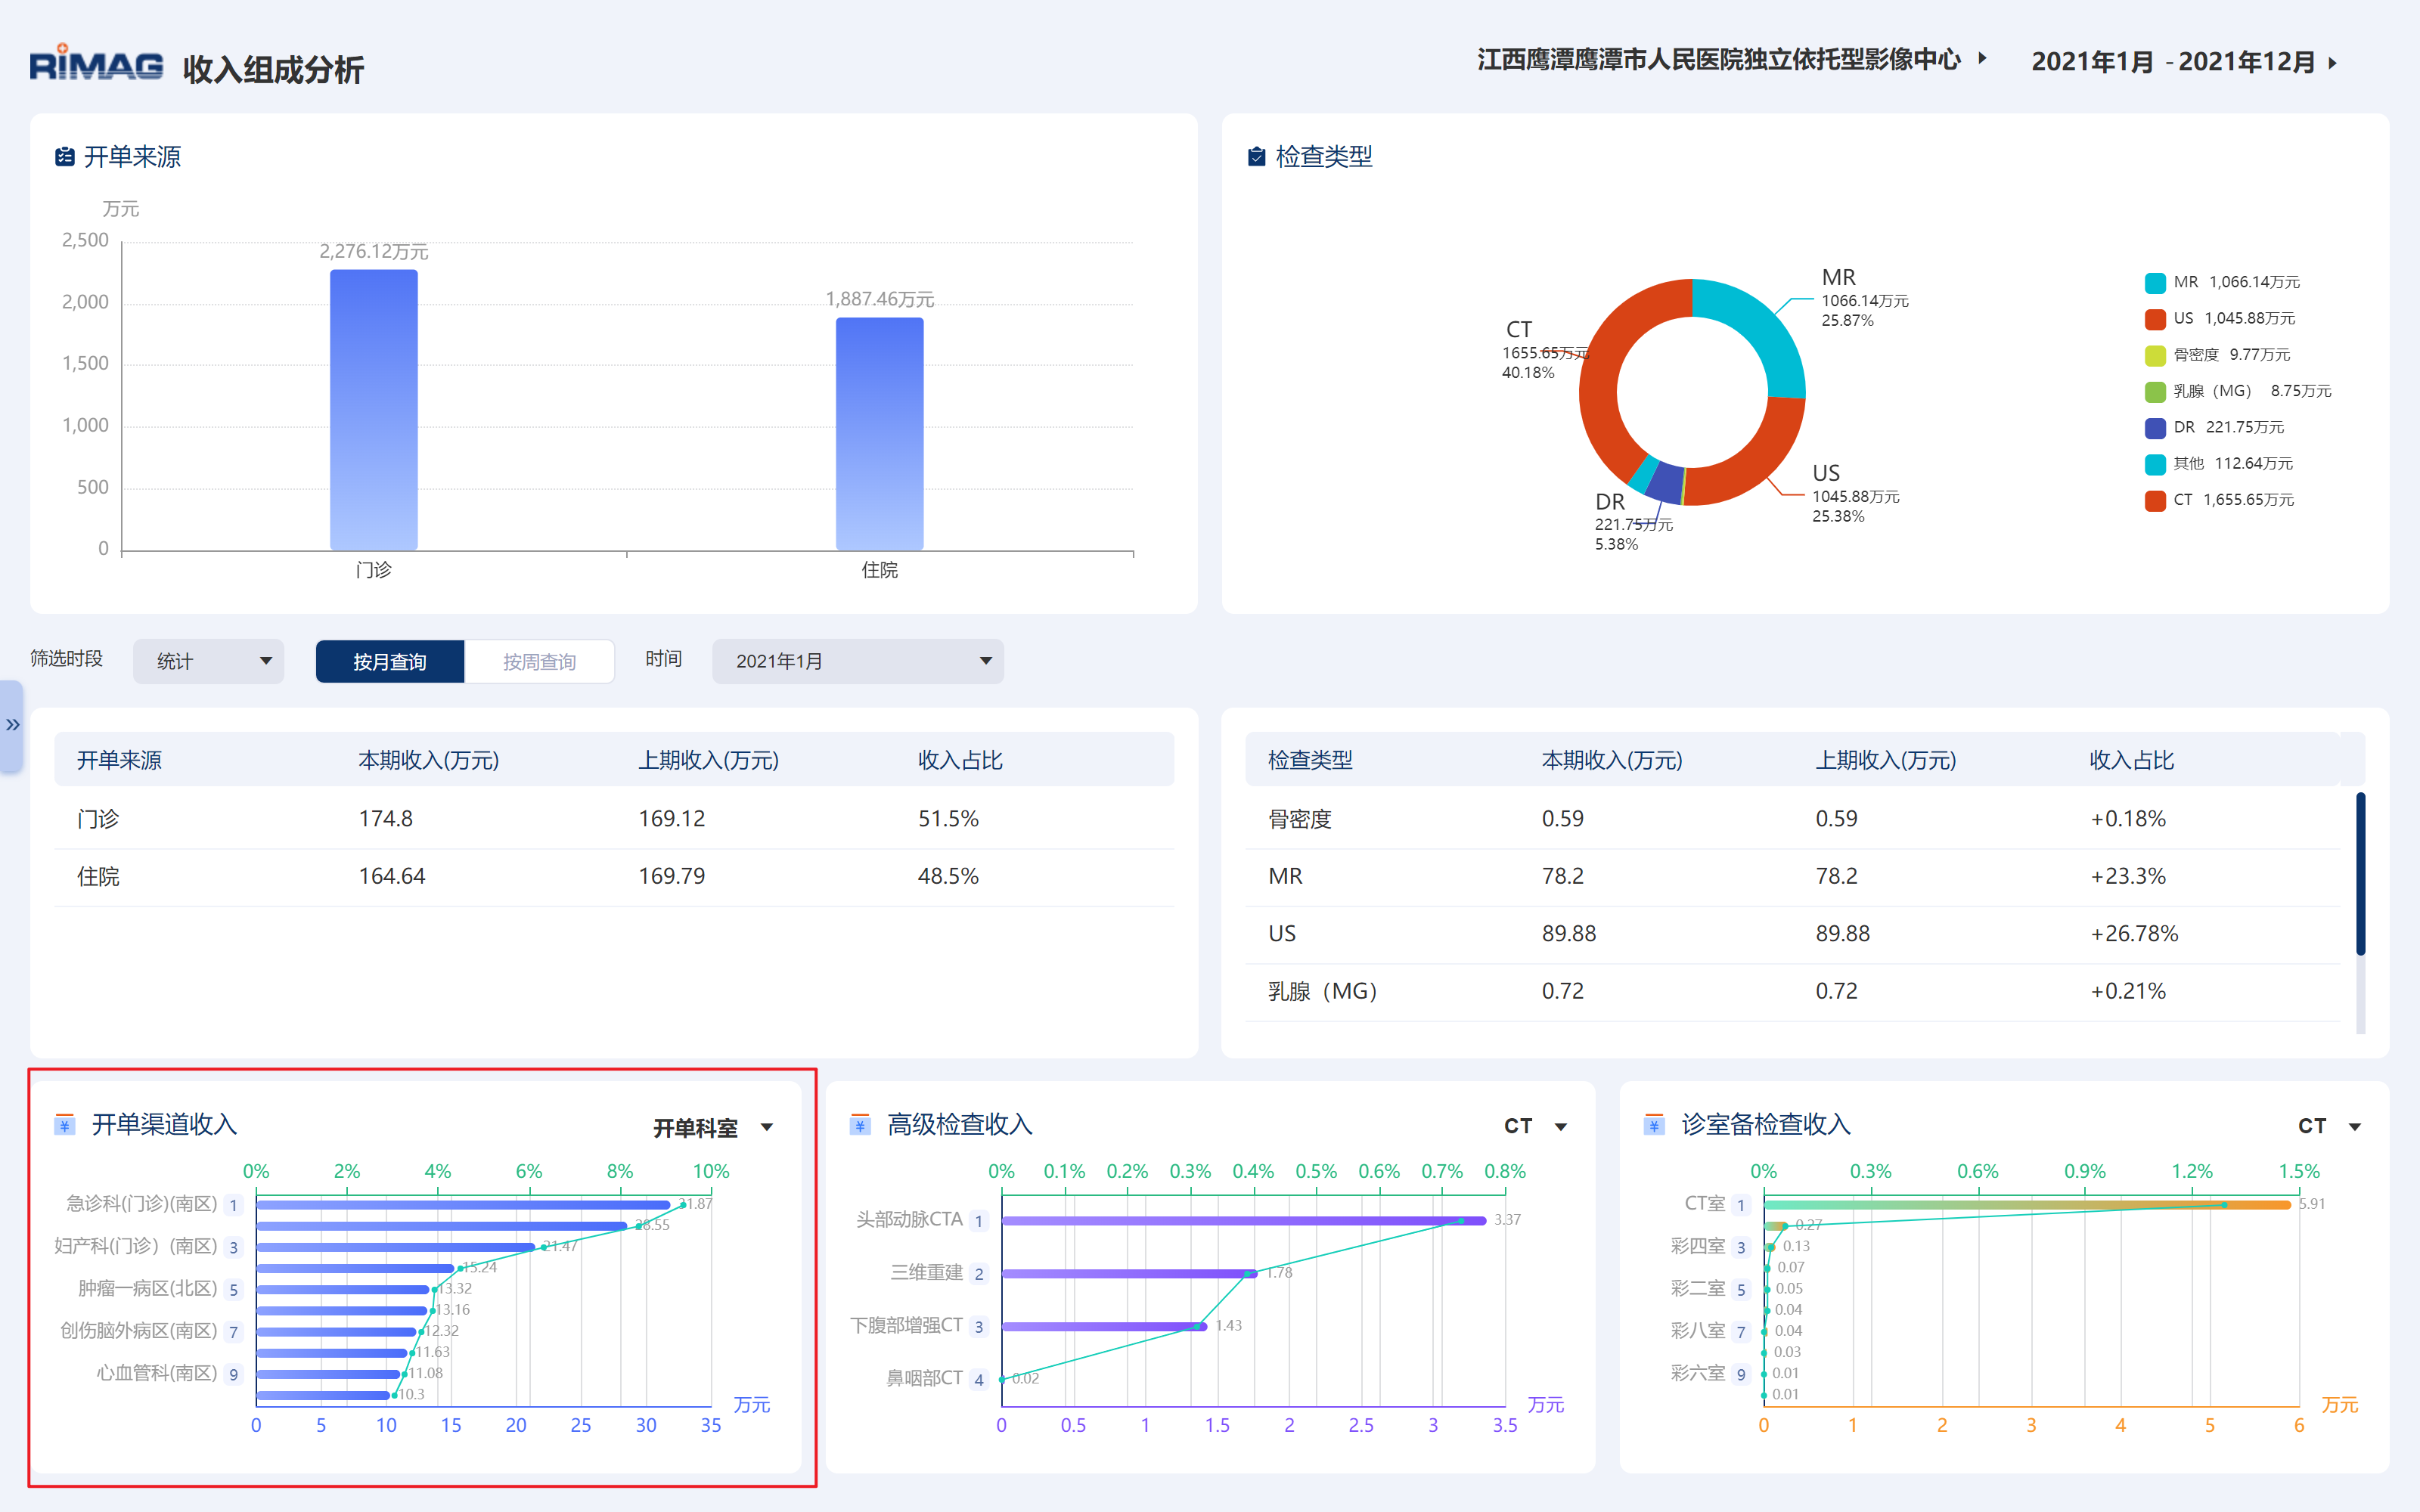 RIMAG 收入组成分析
江西鹰潭鹰潭市人民医院独立依托型影像中心
2021年1月 - 2021年12月
开单来源
万元
2,500
2,000
1,500
1,000
500
0
2,276.12万元
1,887.46万元
门诊
住院
检查类型
MR
1066.14万元
25.87%
CT
1655.65万元
40.18%
US
1045.88万元
25.38%
DR
221.75万元
5.38%
MR 1,066.14万元
US 1,045.88万元
骨密度 9.77万元
乳腺（MG） 8.75万元
DR 221.75万元
其他 112.64万元
CT 1,655.65万元
筛选时段 统计 按月查询 按周查询 时间 2021年1月
»
开单来源 本期收入(万元) 上期收入(万元) 收入占比
门诊 174.8 169.12 51.5%
住院 164.64 169.79 48.5%
检查类型 本期收入(万元) 上期收入(万元) 收入占比
骨密度 0.59 0.59 +0.18%
MR 78.2 78.2 +23.3%
US 89.88 89.88 +26.78%
乳腺（MG） 0.72 0.72 +0.21%
¥ 开单渠道收入 开单科室
0% 2% 4% 6% 8% 10%
急诊科(门诊)(南区) 1 31.87
28.55
妇产科(门诊）(南区) 3 21.47
15.24
肿瘤一病区(北区) 5 13.32
13.16
创伤脑外病区(南区) 7 12.32
11.63
心血管科(南区) 9 11.08
10.3
万元
0 5 10 15 20 25 30 35
¥ 高级检查收入 CT
0% 0.1% 0.2% 0.3% 0.4% 0.5% 0.6% 0.7% 0.8%
头部动脉CTA 1 3.37
三维重建 2 1.78
下腹部增强CT 3 1.43
鼻咽部CT 4 0.02
万元
0 0.5 1 1.5 2 2.5 3 3.5
¥ 诊室备检查收入 CT
0% 0.3% 0.6% 0.9% 1.2% 1.5%
CT室 1 5.91
0.27
彩四室 3 0.13
0.07
彩二室 5 0.05
0.04
彩八室 7 0.04
0.03
彩六室 9 0.01
0.01
万元
0 1 2 3 4 5 6